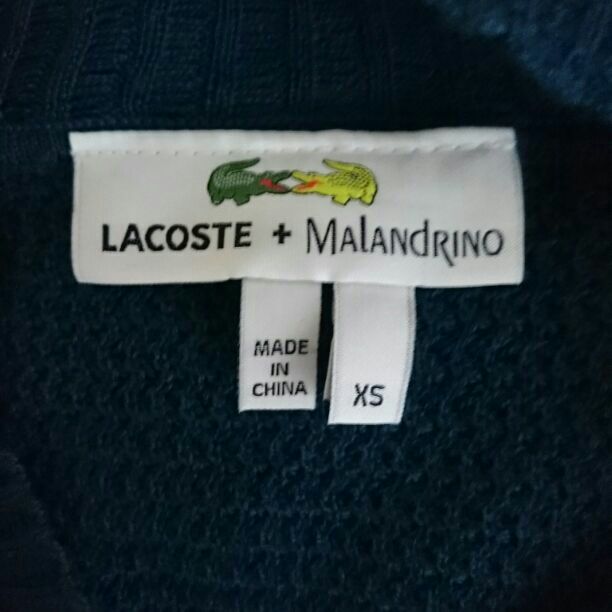 LACOSTE + MALANDRINO
MADE
IN
CHINA
XS